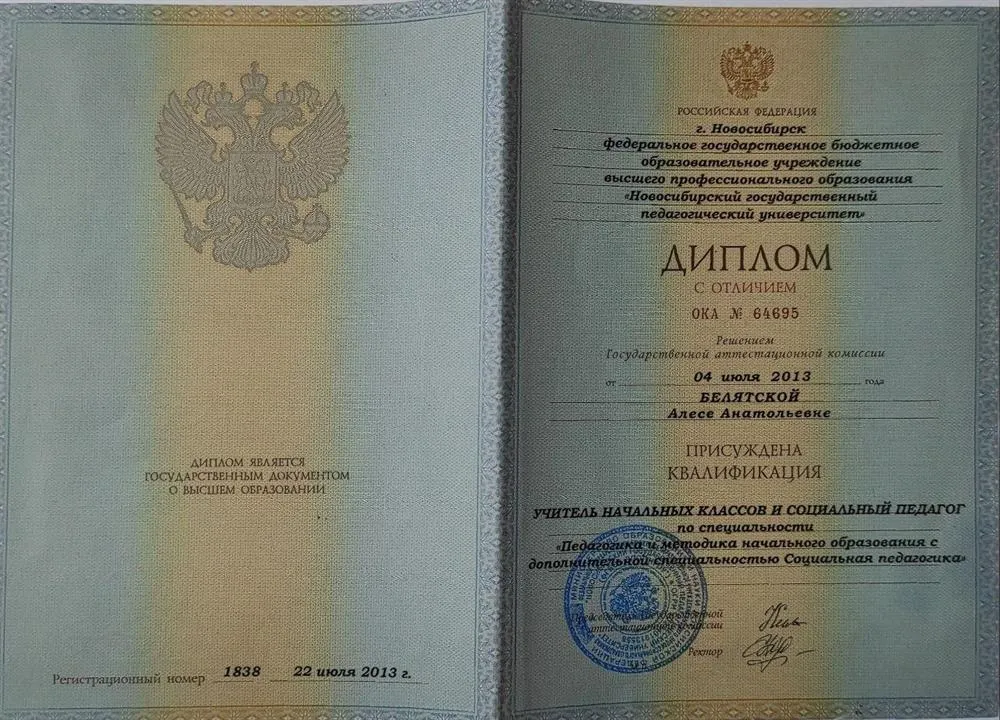 ДИПЛОМ ЯВЛЯЕТСЯ
ГОСУДАРСТВЕННЫМ ДОКУМЕНТОМ
О ВЫСШЕМ ОБРАЗОВАНИИ
Регистрационный номер 1838 22 июля 2013 г.
РОССИЙСКАЯ ФЕДЕРАЦИЯ
г. Новосибирск
федеральное государственное бюджетное
образовательное учреждение
высшего профессионального образования
«Новосибирский государственный
педагогический университет»
ДИПЛОМ
С ОТЛИЧИЕМ
ОКА № 64695
Решением
Государственной аттестационной комиссии
от 04 июля 2013 года
БЕЛЯТСКОЙ
Алесе Анатольевне
ПРИСУЖДЕНА
КВАЛИФИКАЦИЯ
УЧИТЕЛЬ НАЧАЛЬНЫХ КЛАССОВ И СОЦИАЛЬНЫЙ ПЕДАГОГ
по специальности
«Педагогика и методика начального образования с
дополнительной специальностью Социальная педагогика»
Председатель Государственной
аттестационной комиссии
Ректор